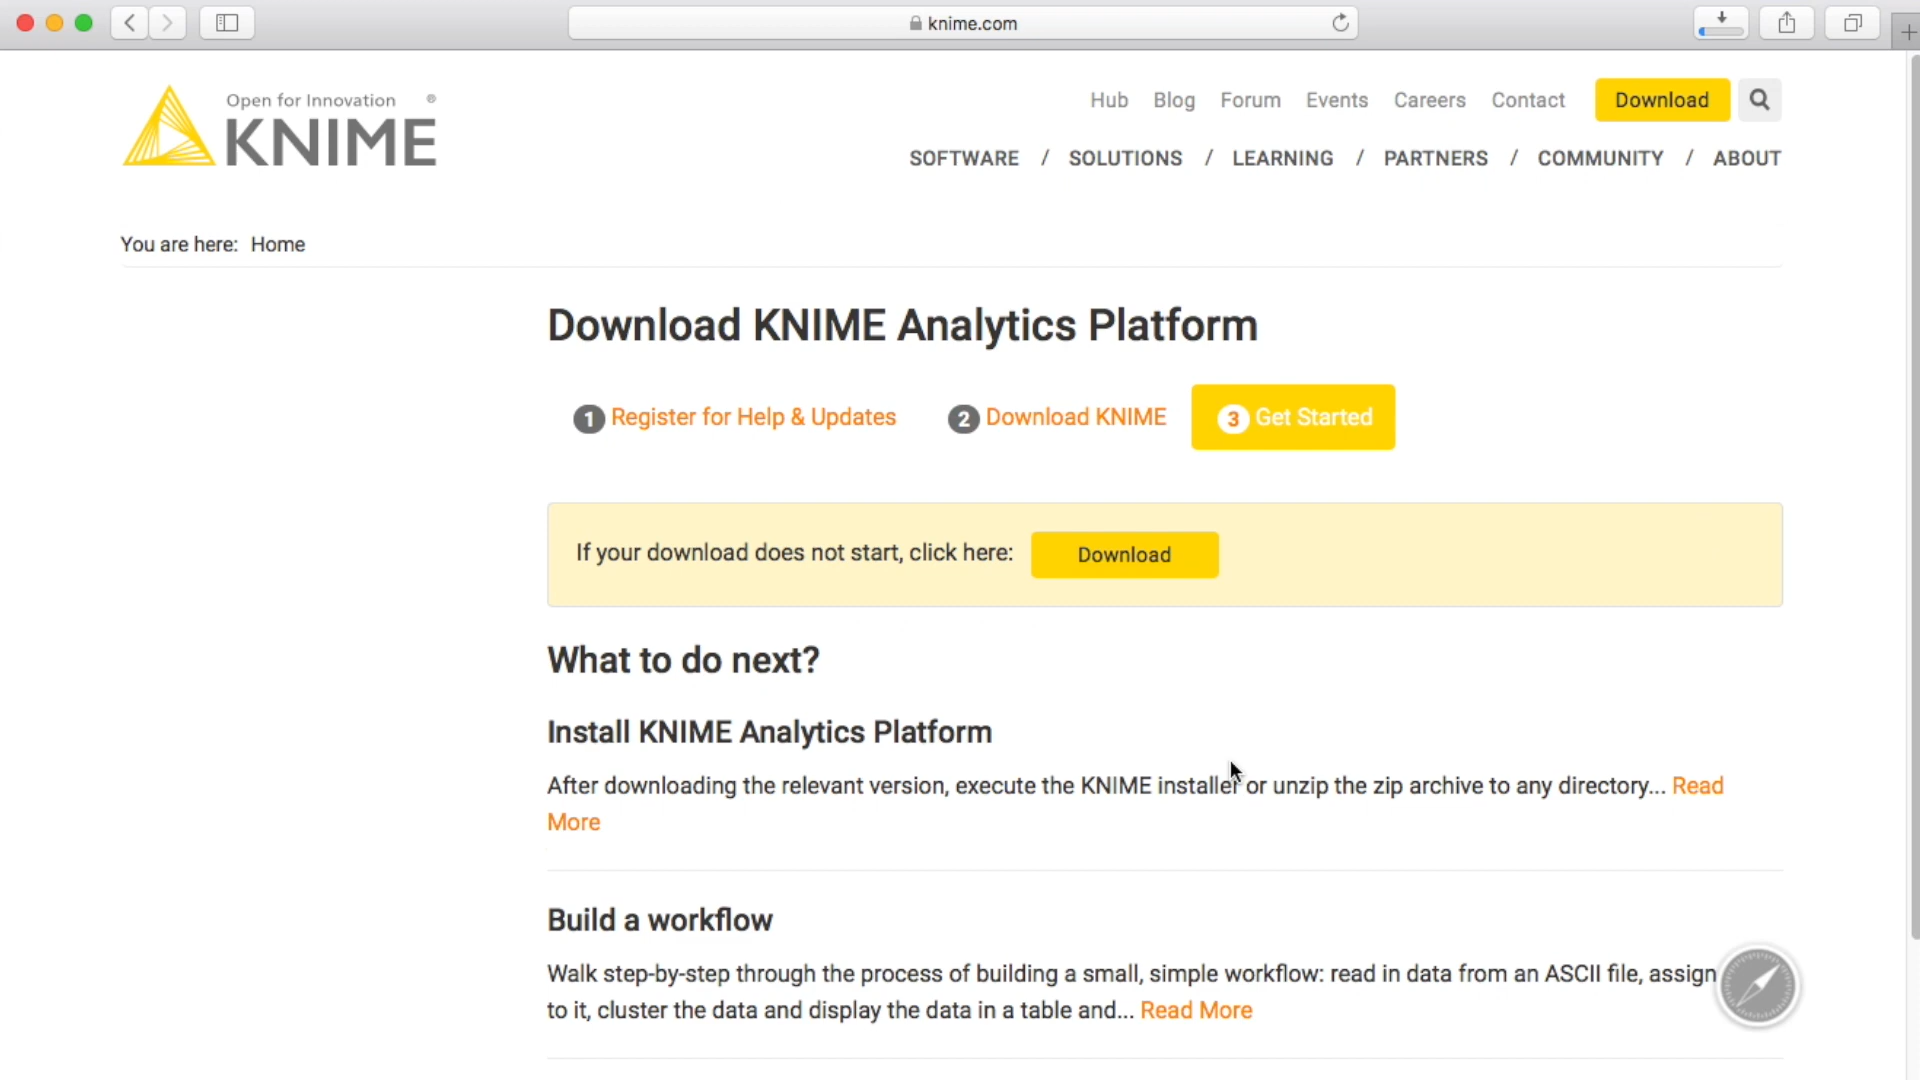 knime.com
Open for Innovation ®
KNIME
Hub Blog Forum Events Careers Contact Download
SOFTWARE / SOLUTIONS / LEARNING / PARTNERS / COMMUNITY / ABOUT
You are here: Home
Download KNIME Analytics Platform
1 Register for Help & Updates 2 Download KNIME 3 Get Started
If your download does not start, click here: Download
What to do next?
Install KNIME Analytics Platform
After downloading the relevant version, execute the KNIME installer or unzip the zip archive to any directory... Read
More
Build a workflow
Walk step-by-step through the process of building a small, simple workflow: read in data from an ASCII file, assign
to it, cluster the data and display the data in a table and... Read More